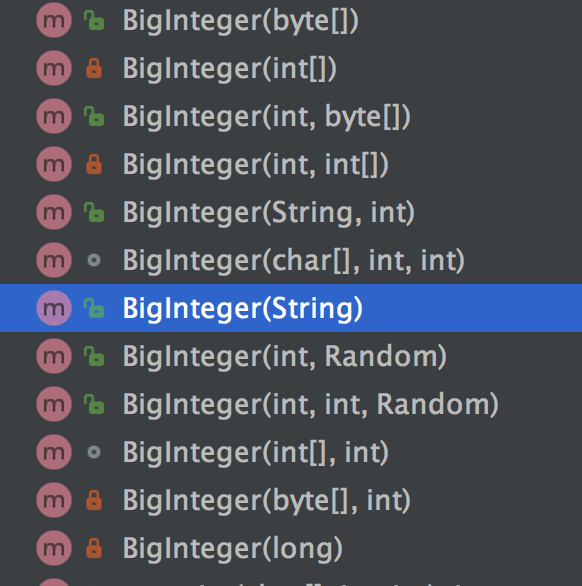 m BigInteger(byte[])
m BigInteger(int[])
m BigInteger(int, byte[])
m BigInteger(int, int[])
m BigInteger(String, int)
m BigInteger(char[], int, int)
m BigInteger(String)
m BigInteger(int, Random)
m BigInteger(int, int, Random)
m BigInteger(int[], int)
m BigInteger(byte[], int)
m BigInteger(long)